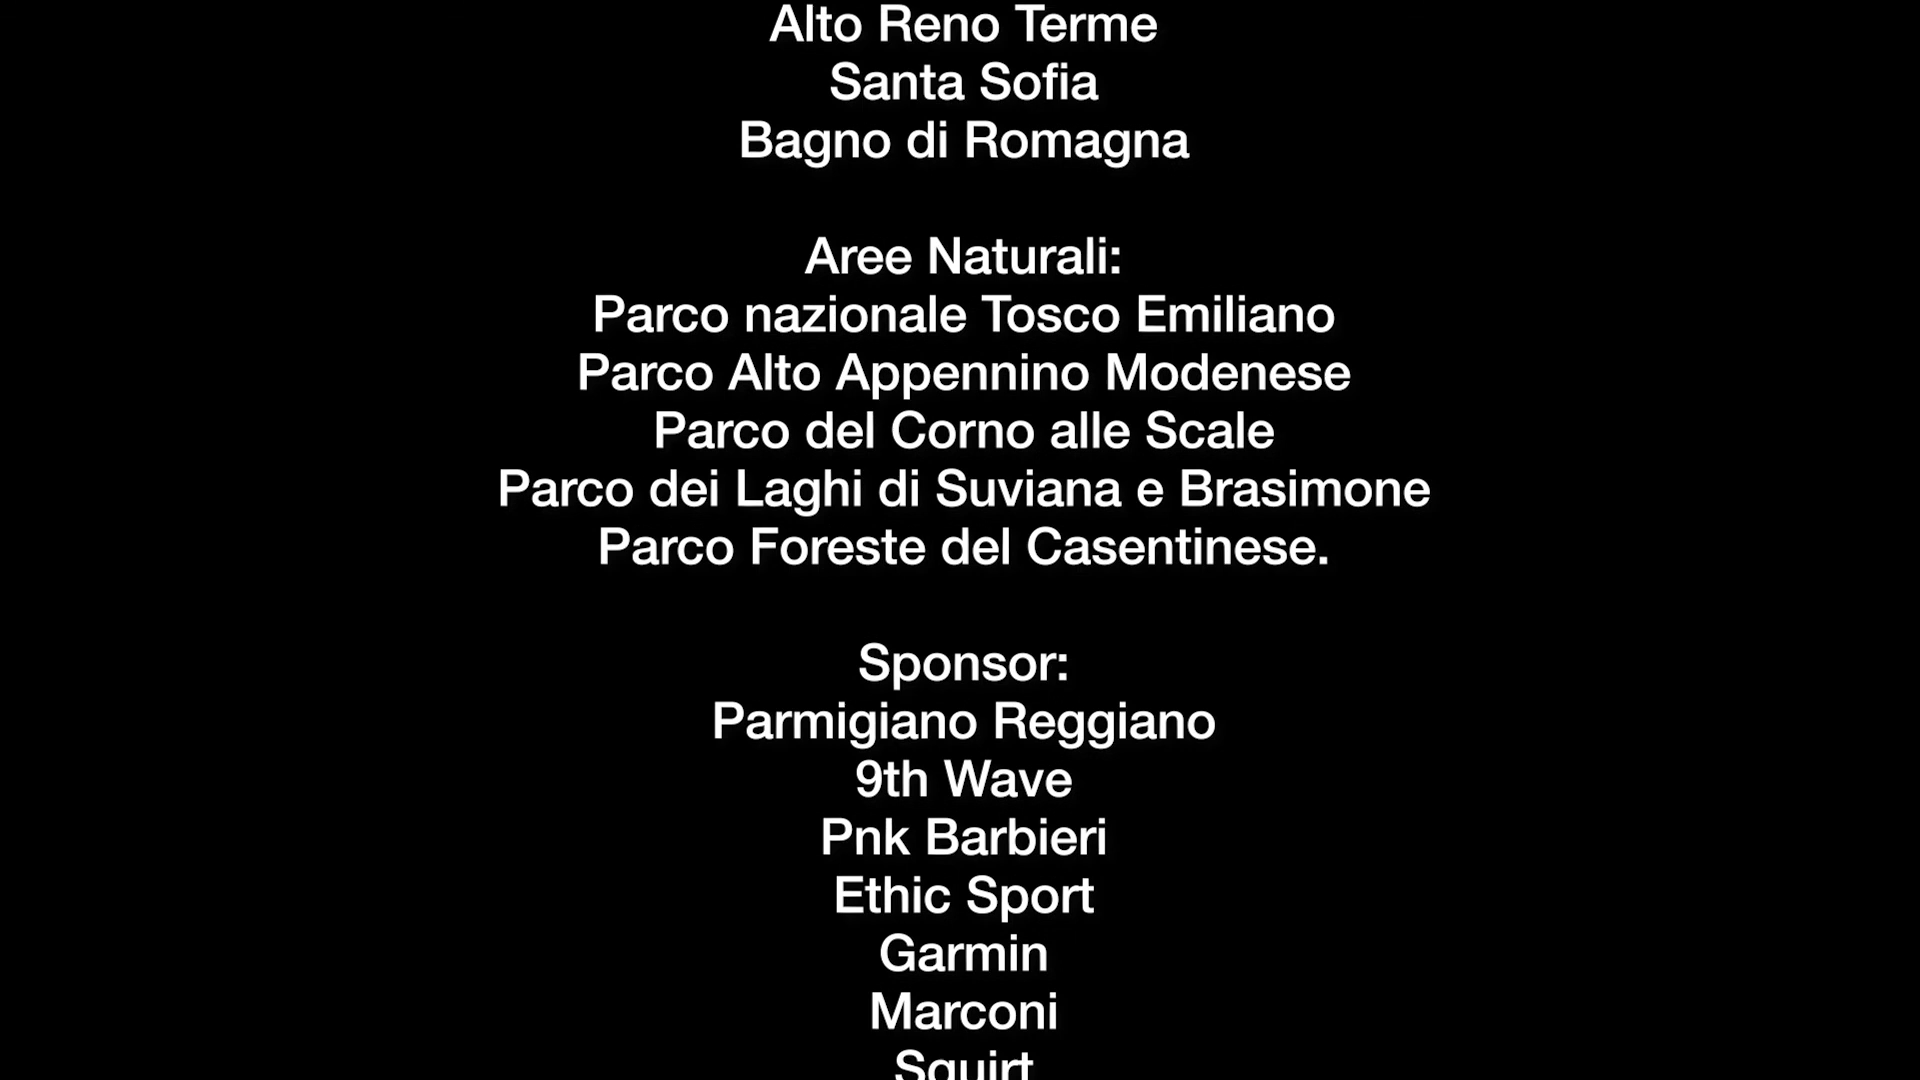 Alto Reno Terme
Santa Sofia
Bagno di Romagna
Aree Naturali:
Parco nazionale Tosco Emiliano
Parco Alto Appennino Modenese
Parco del Corno alle Scale
Parco dei Laghi di Suviana e Brasimone
Parco Foreste del Casentinese.
Sponsor:
Parmigiano Reggiano
9th Wave
Pnk Barbieri
Ethic Sport
Garmin
Marconi
Squirt